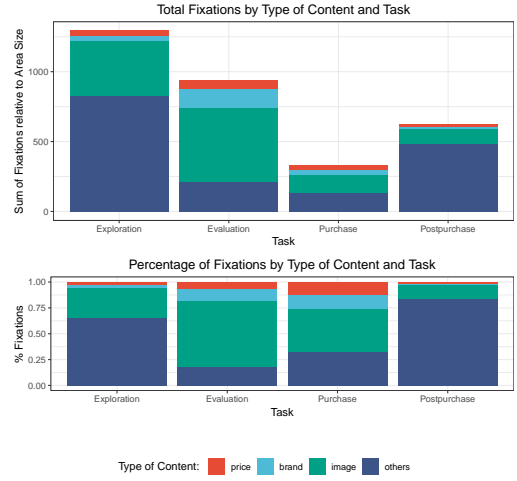 Total Fixations by Type of Content and Task
Sum of Fixations relative to Area Size
1000
500
0
Exploration Evaluation Purchase Postpurchase
Task
Percentage of Fixations by Type of Content and Task
% Fixations
1.00
0.75
0.50
0.25
0.00
Exploration Evaluation Purchase Postpurchase
Task
Type of Content: price brand image others